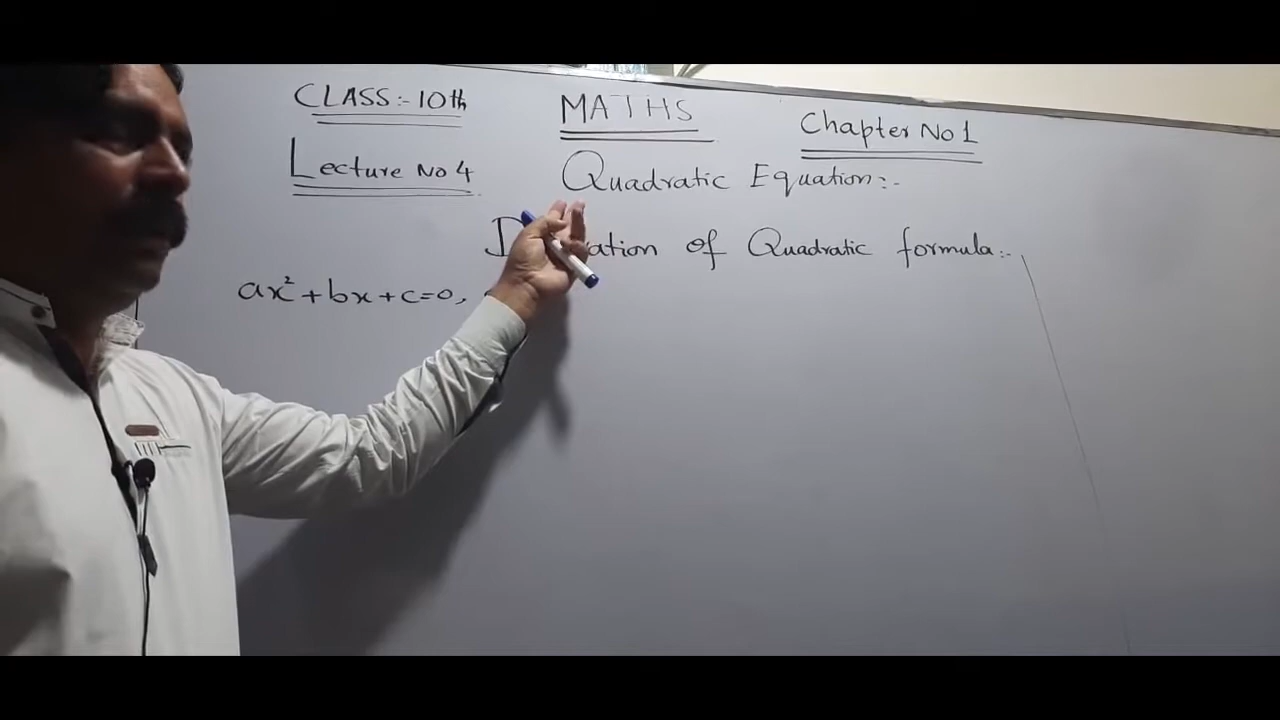 CLASS:- 10th
MATHS
Chapter No 1
Lecture No 4
Quadratic Equation:-
of Quadratic formula:-
ax²+bx+c=0,